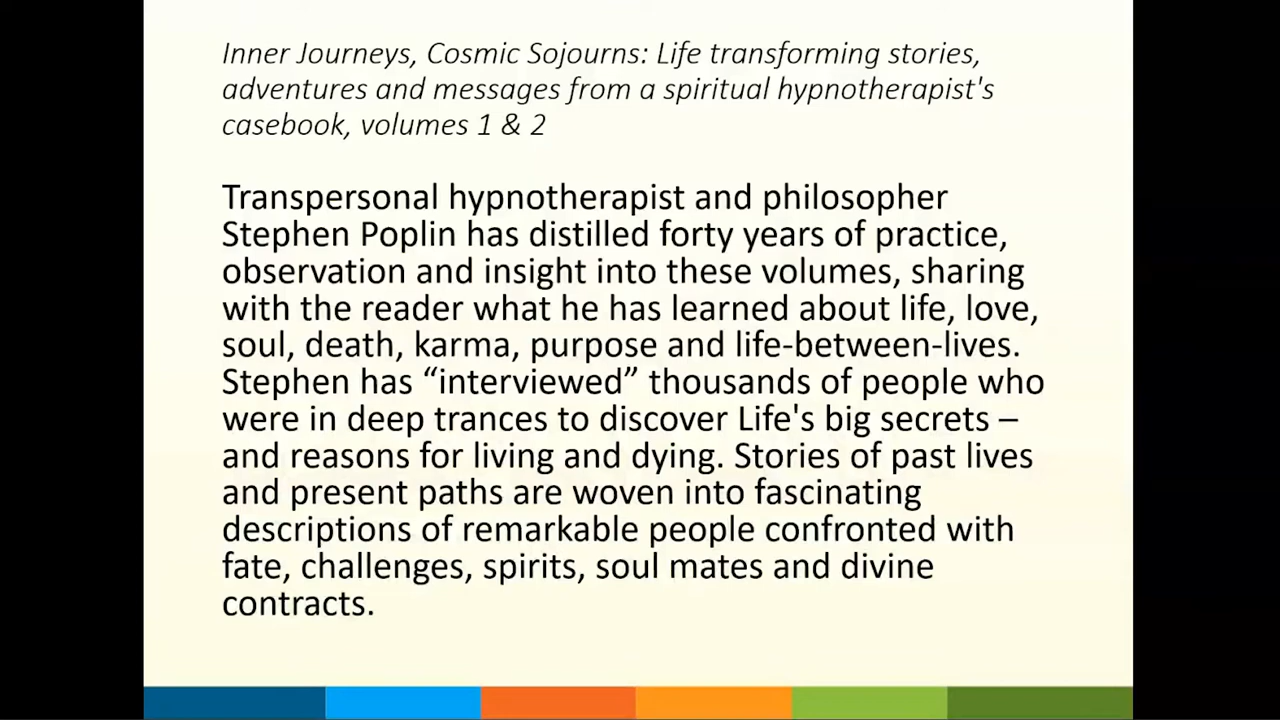 Inner Journeys, Cosmic Sojourns: Life transforming stories,
adventures and messages from a spiritual hypnotherapist's
casebook, volumes 1 & 2
Transpersonal hypnotherapist and philosopher
Stephen Poplin has distilled forty years of practice,
observation and insight into these volumes, sharing
with the reader what he has learned about life, love,
soul, death, karma, purpose and life-between-lives.
Stephen has “interviewed” thousands of people who
were in deep trances to discover Life's big secrets –
and reasons for living and dying. Stories of past lives
and present paths are woven into fascinating
descriptions of remarkable people confronted with
fate, challenges, spirits, soul mates and divine
contracts.